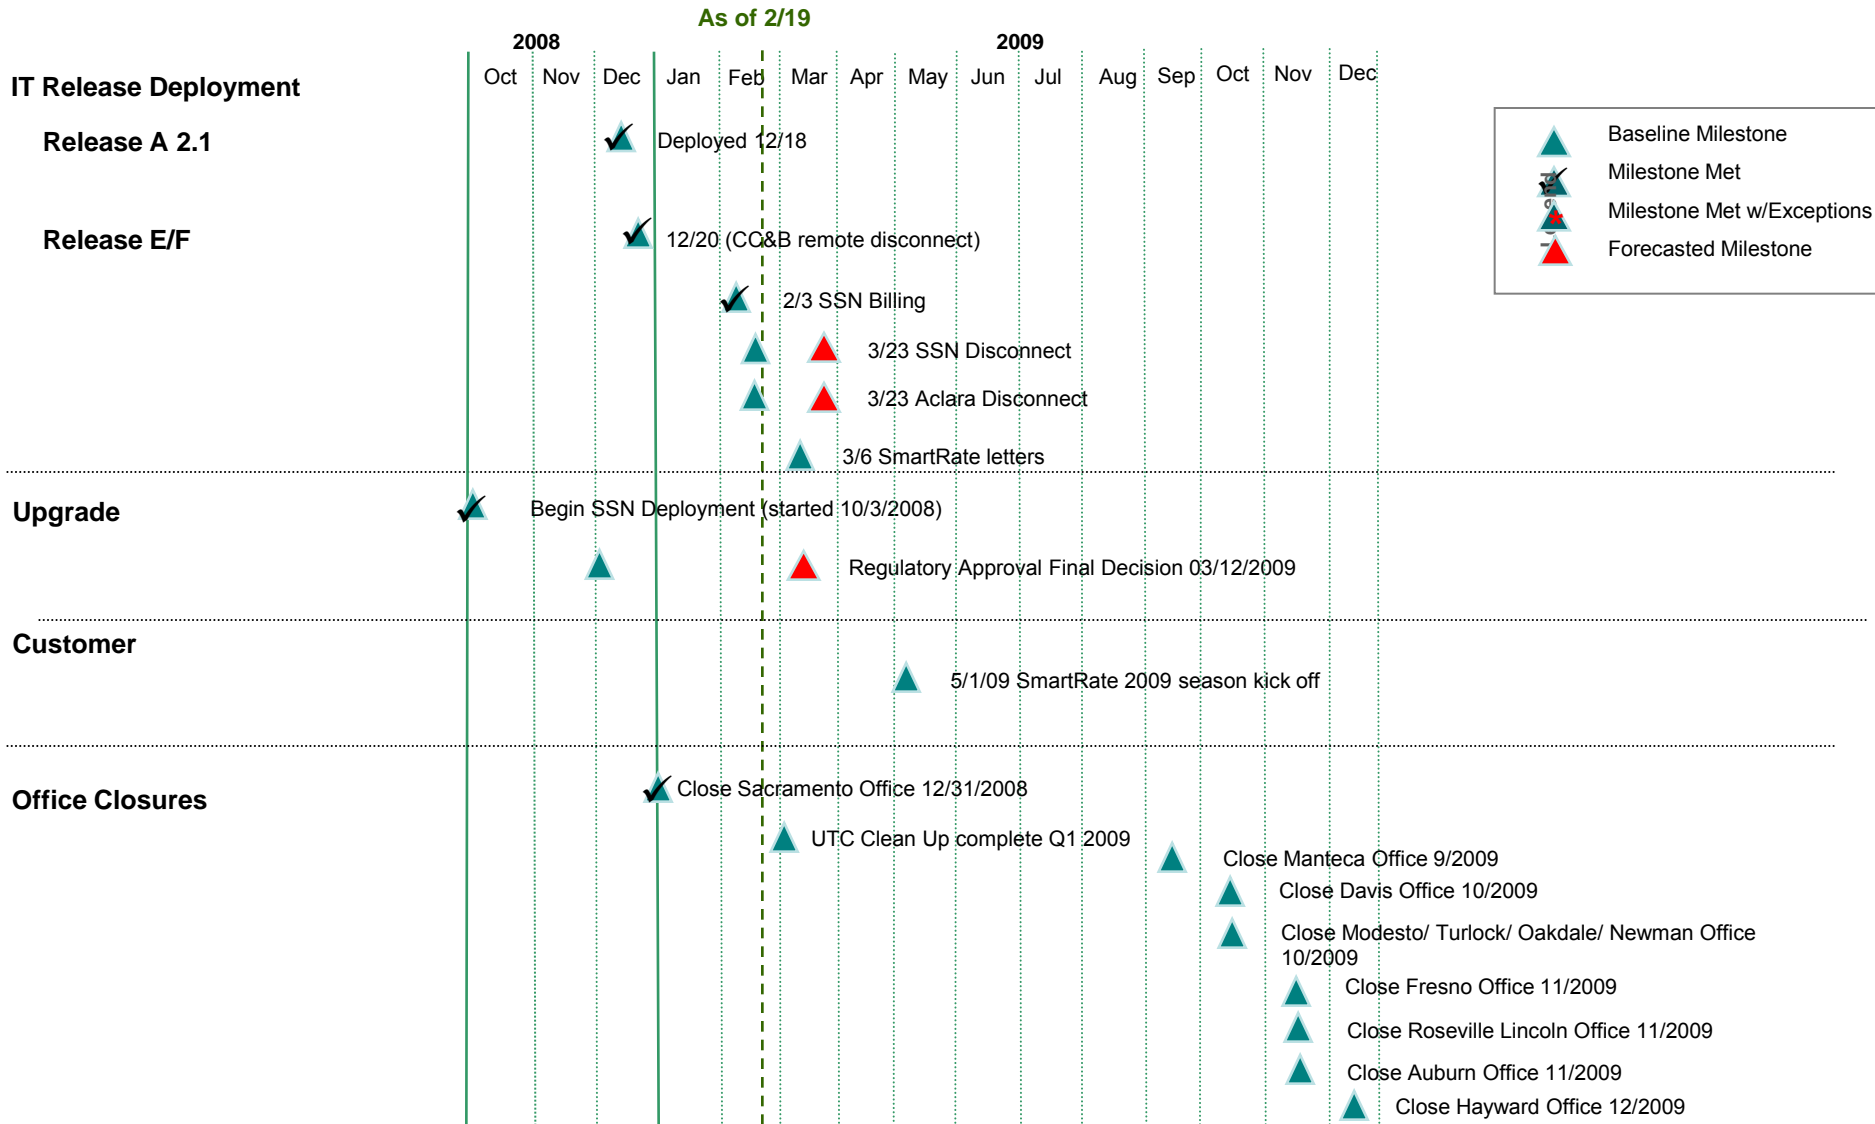 As of 2/19
2008
2009
Oct Nov Dec Jan Feb Mar Apr May Jun Jul Aug Sep Oct Nov Dec
IT Release Deployment
Release A 2.1
Deployed 12/18
Release E/F
12/20 (CC&B remote disconnect)
2/3 SSN Billing
3/23 SSN Disconnect
3/23 Aclara Disconnect
3/6 SmartRate letters
Baseline Milestone
Milestone Met
Milestone Met w/Exceptions
Forecasted Milestone
Upgrade
Begin SSN Deployment (started 10/3/2008)
Regulatory Approval Final Decision 03/12/2009
Customer
5/1/09 SmartRate 2009 season kick off
Office Closures
Close Sacramento Office 12/31/2008
UTC Clean Up complete Q1 2009
Close Manteca Office 9/2009
Close Davis Office 10/2009
Close Modesto/ Turlock/ Oakdale/ Newman Office
10/2009
Close Fresno Office 11/2009
Close Roseville Lincoln Office 11/2009
Close Auburn Office 11/2009
Close Hayward Office 12/2009